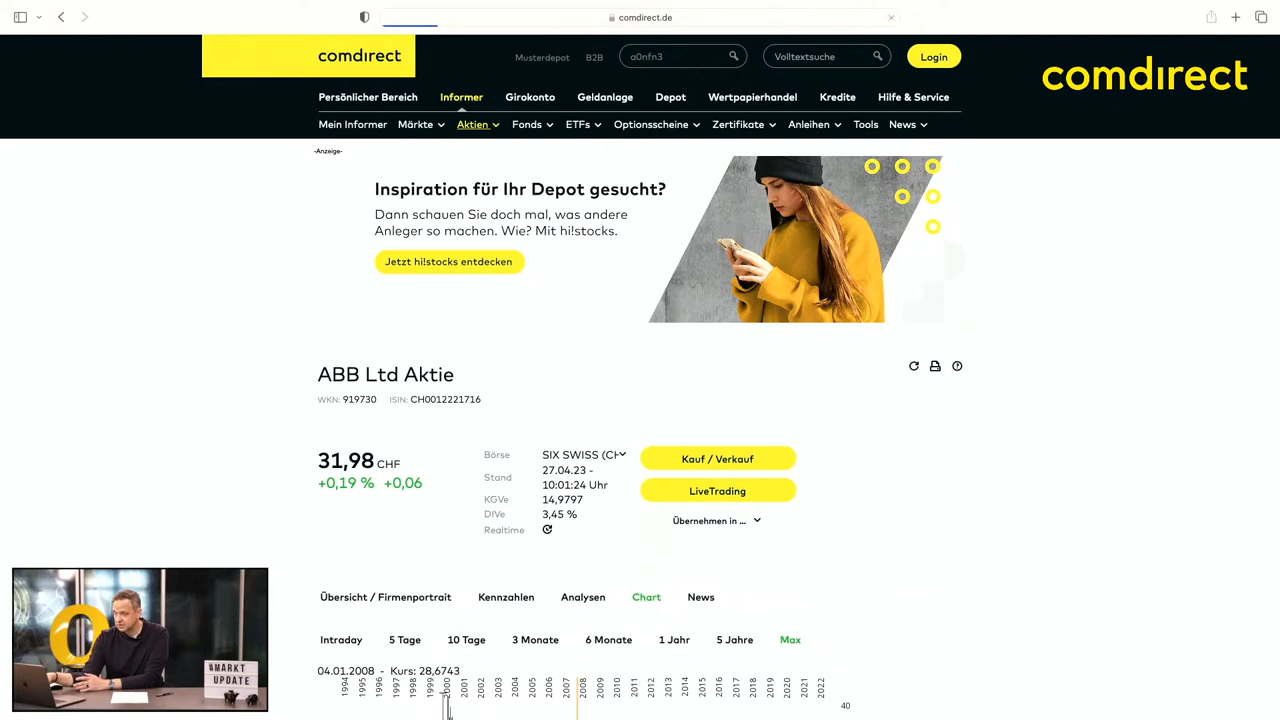 comdirect.de
comdirect
Musterdepot B2B a0nfn3 Volltextsuche Login
comdirect
Persönlicher Bereich Informer Girokonto Geldanlage Depot Wertpapierhandel Kredite Hilfe & Service
Mein Informer Märkte Aktien Fonds ETFs Optionsscheine Zertifikate Anleihen Tools News
-Anzeige-
Inspiration für Ihr Depot gesucht?
Dann schauen Sie doch mal, was andere
Anleger so machen. Wie? Mit hi!stocks.
Jetzt hi!stocks entdecken
ABB Ltd Aktie
WKN: 919730 ISIN: CH0012221716
31,98 CHF
+0,19 % +0,06
Börse SIX SWISS (CH
Stand 27.04.23 -
10:01:24 Uhr
KGVe 14,9797
DIVe 3,45 %
Realtime
Kauf / Verkauf
LiveTrading
Übernehmen in ...
Übersicht / Firmenportrait Kennzahlen Analysen Chart News
Intraday 5 Tage 10 Tage 3 Monate 6 Monate 1 Jahr 5 Jahre Max
04.01.2008 - Kurs: 28,6743
1994 1995 1996 1997 1998 1999 2000 2001 2002 2003 2004 2005 2006 2007 2008 2009 2010 2011 2012 2013 2014 2015 2016 2017 2018 2019 2020 2021 2022
40
#MARKT
UPDATE